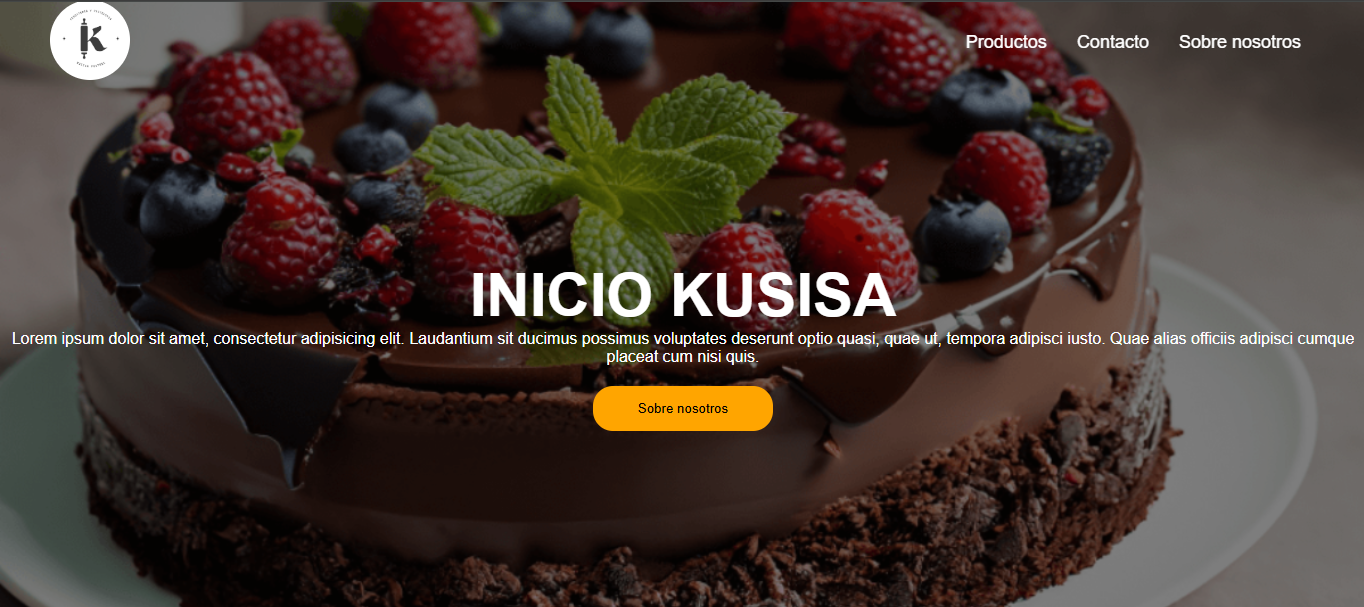 K
Productos Contacto Sobre nosotros
INICIO KUSISA
Lorem ipsum dolor sit amet, consectetur adipisicing elit. Laudantium sit ducimus possimus voluptates deserunt optio quasi, quae ut, tempora adipisci iusto. Quae alias officiis adipisci cumque
placeat cum nisi quis.
Sobre nosotros